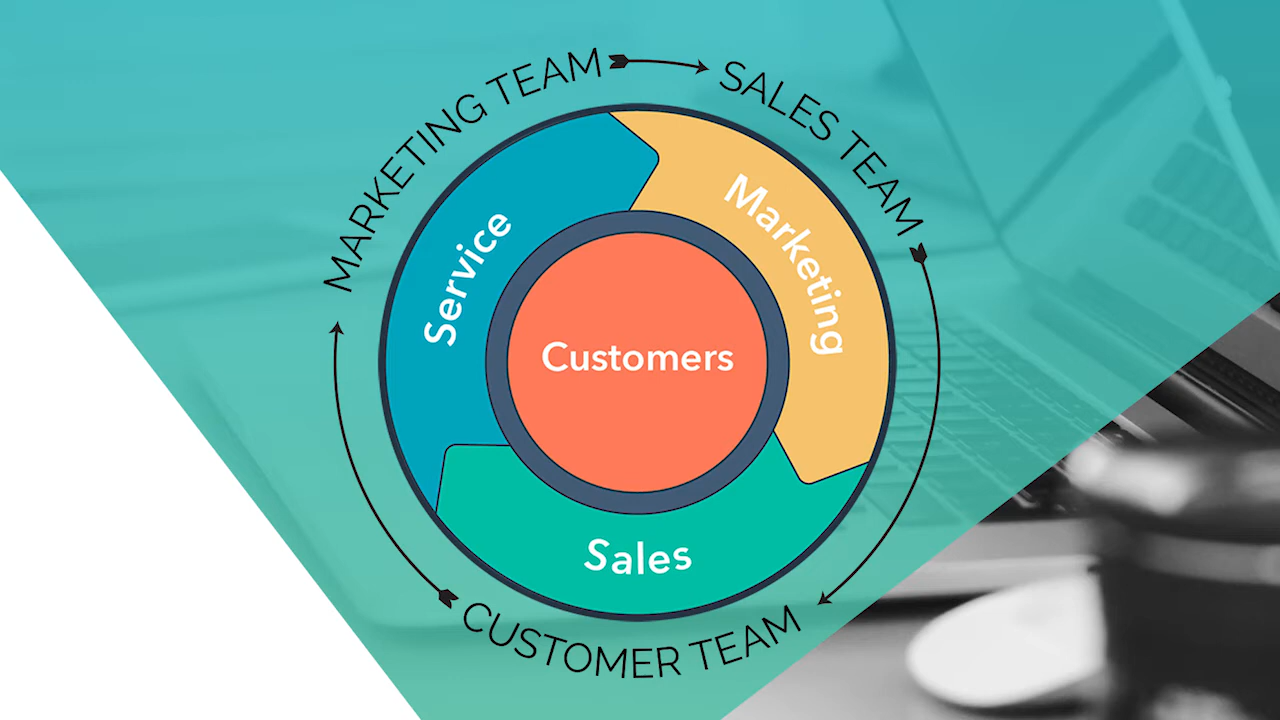 MARKETING TEAM
SALES TEAM
CUSTOMER TEAM
Service
Marketing
Sales
Customers